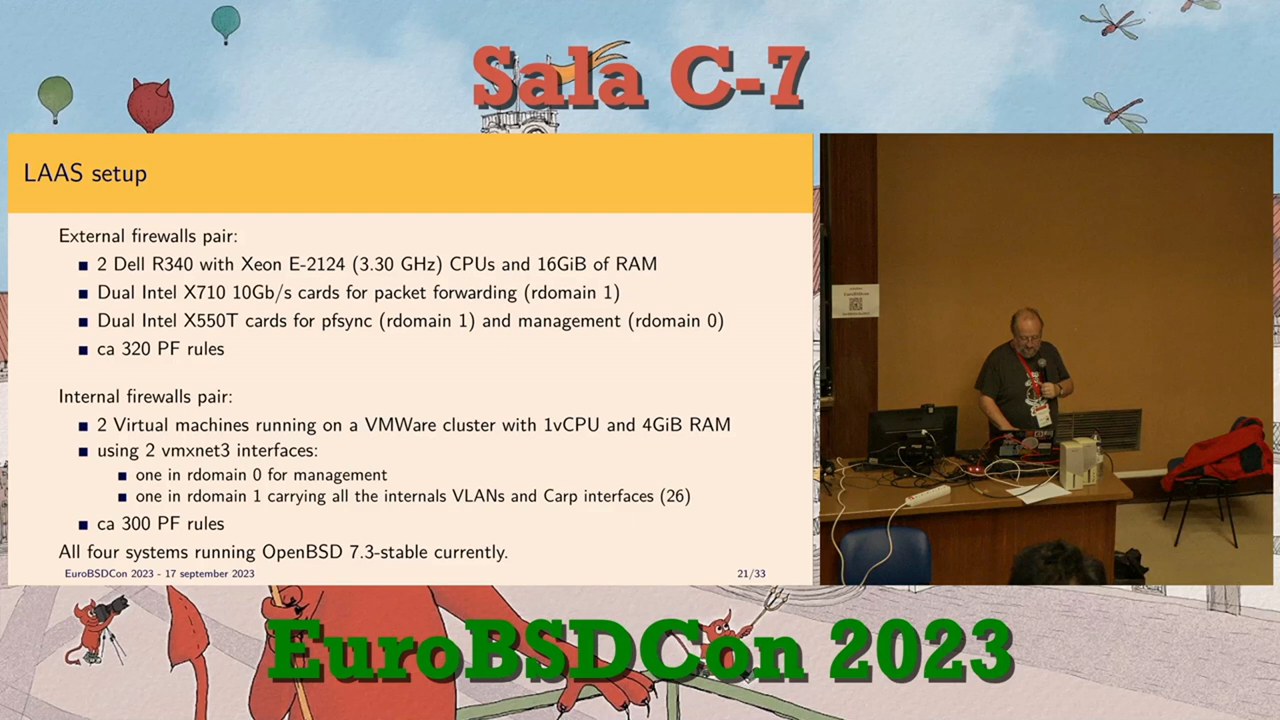 Sala C-7
LAAS setup
External firewalls pair:
2 Dell R340 with Xeon E-2124 (3.30 GHz) CPUs and 16GiB of RAM
Dual Intel X710 10Gb/s cards for packet forwarding (rdomain 1)
Dual Intel X550T cards for pfsync (rdomain 1) and management (rdomain 0)
ca 320 PF rules
Internal firewalls pair:
2 Virtual machines running on a VMWare cluster with 1vCPU and 4GiB RAM
using 2 vmxnet3 interfaces:
one in rdomain 0 for management
one in rdomain 1 carrying all the internals VLANs and Carp interfaces (26)
ca 300 PF rules
All four systems running OpenBSD 7.3-stable currently.
EuroBSDCon 2023 - 17 september 2023
21/33
EuroBSDCon 2023